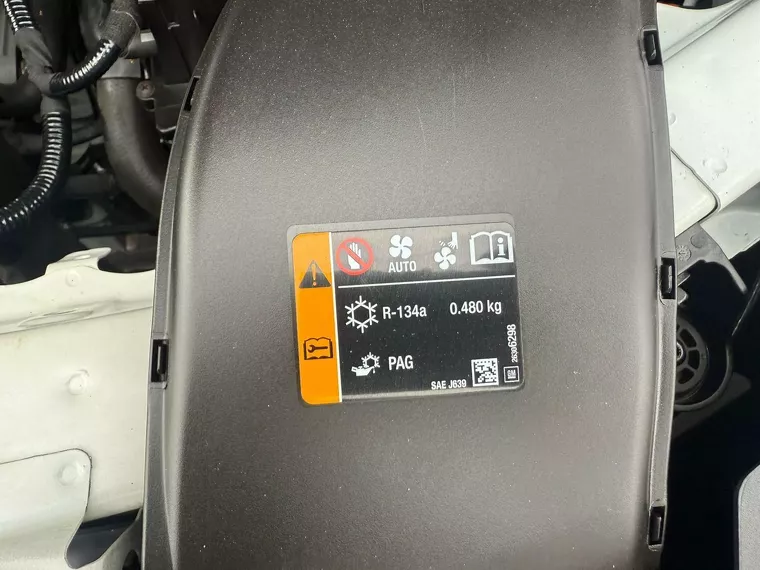 AUTO
R-134a 0.480 kg
PAG
SAE J639
26306298